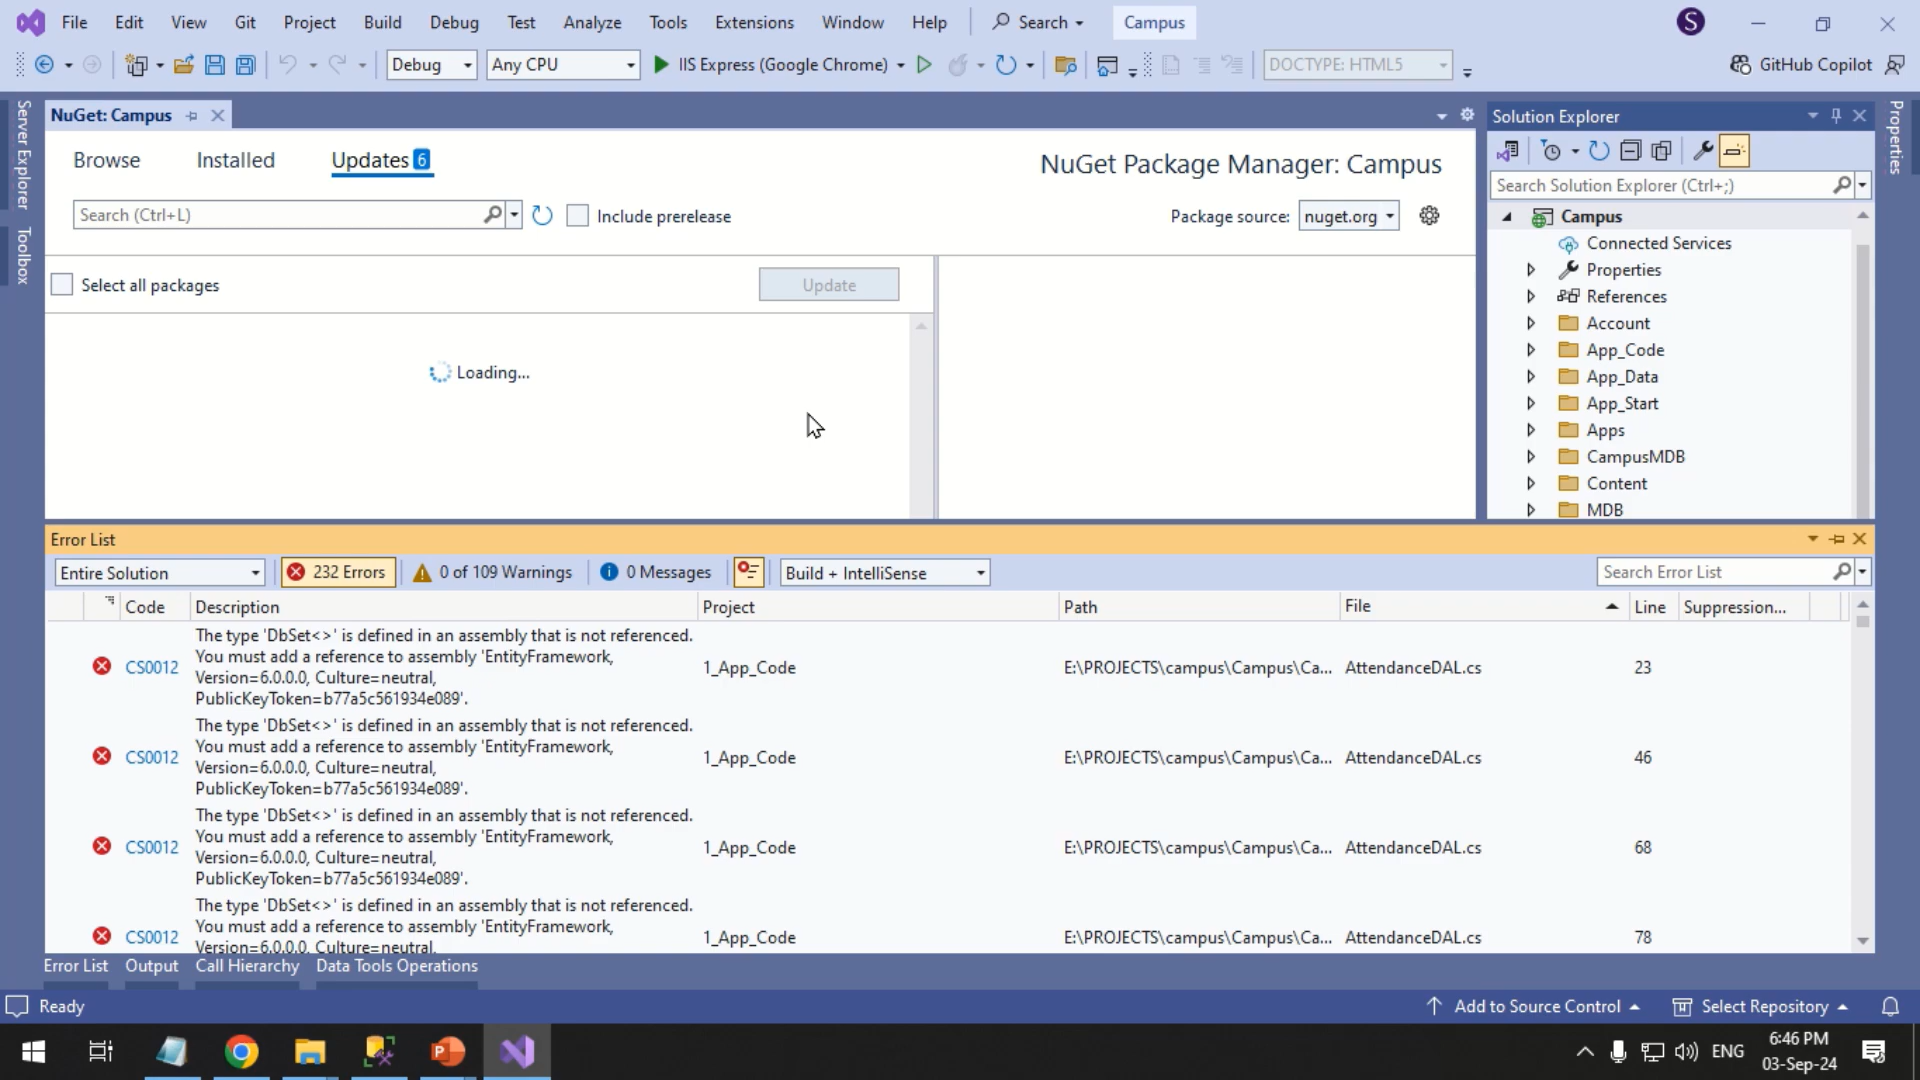 File Edit View Git Project Build Debug Test Analyze Tools Extensions Window Help Search Campus S
Debug Any CPU IIS Express (Google Chrome) DOCTYPE: HTML5 GitHub Copilot
Server Explorer
Toolbox
NuGet: Campus
Browse Installed Updates 6
NuGet Package Manager: Campus
Search (Ctrl+L) Include prerelease Package source: nuget.org
Select all packages Update
Loading...
Solution Explorer
Search Solution Explorer (Ctrl+;)
Campus
Connected Services
Properties
References
Account
App_Code
App_Data
App_Start
Apps
CampusMDB
Content
MDB
Properties
Error List
Entire Solution 232 Errors 0 of 109 Warnings 0 Messages Build + IntelliSense Search Error List
Code Description Project Path File Line Suppression...
The type 'DbSet<>' is defined in an assembly that is not referenced.
You must add a reference to assembly 'EntityFramework,
CS0012 1_App_Code E:\PROJECTS\campus\Campus\Ca... AttendanceDAL.cs 23
Version=6.0.0.0, Culture=neutral,
PublicKeyToken=b77a5c561934e089'.
The type 'DbSet<>' is defined in an assembly that is not referenced.
You must add a reference to assembly 'EntityFramework,
CS0012 1_App_Code E:\PROJECTS\campus\Campus\Ca... AttendanceDAL.cs 46
Version=6.0.0.0, Culture=neutral,
PublicKeyToken=b77a5c561934e089'.
The type 'DbSet<>' is defined in an assembly that is not referenced.
You must add a reference to assembly 'EntityFramework,
CS0012 1_App_Code E:\PROJECTS\campus\Campus\Ca... AttendanceDAL.cs 68
Version=6.0.0.0, Culture=neutral,
PublicKeyToken=b77a5c561934e089'.
The type 'DbSet<>' is defined in an assembly that is not referenced.
You must add a reference to assembly 'EntityFramework,
CS0012 1_App_Code E:\PROJECTS\campus\Campus\Ca... AttendanceDAL.cs 78
Version=6.0.0.0, Culture=neutral,
Error List Output Call Hierarchy Data Tools Operations
Ready Add to Source Control Select Repository
ENG 6:46 PM
03-Sep-24